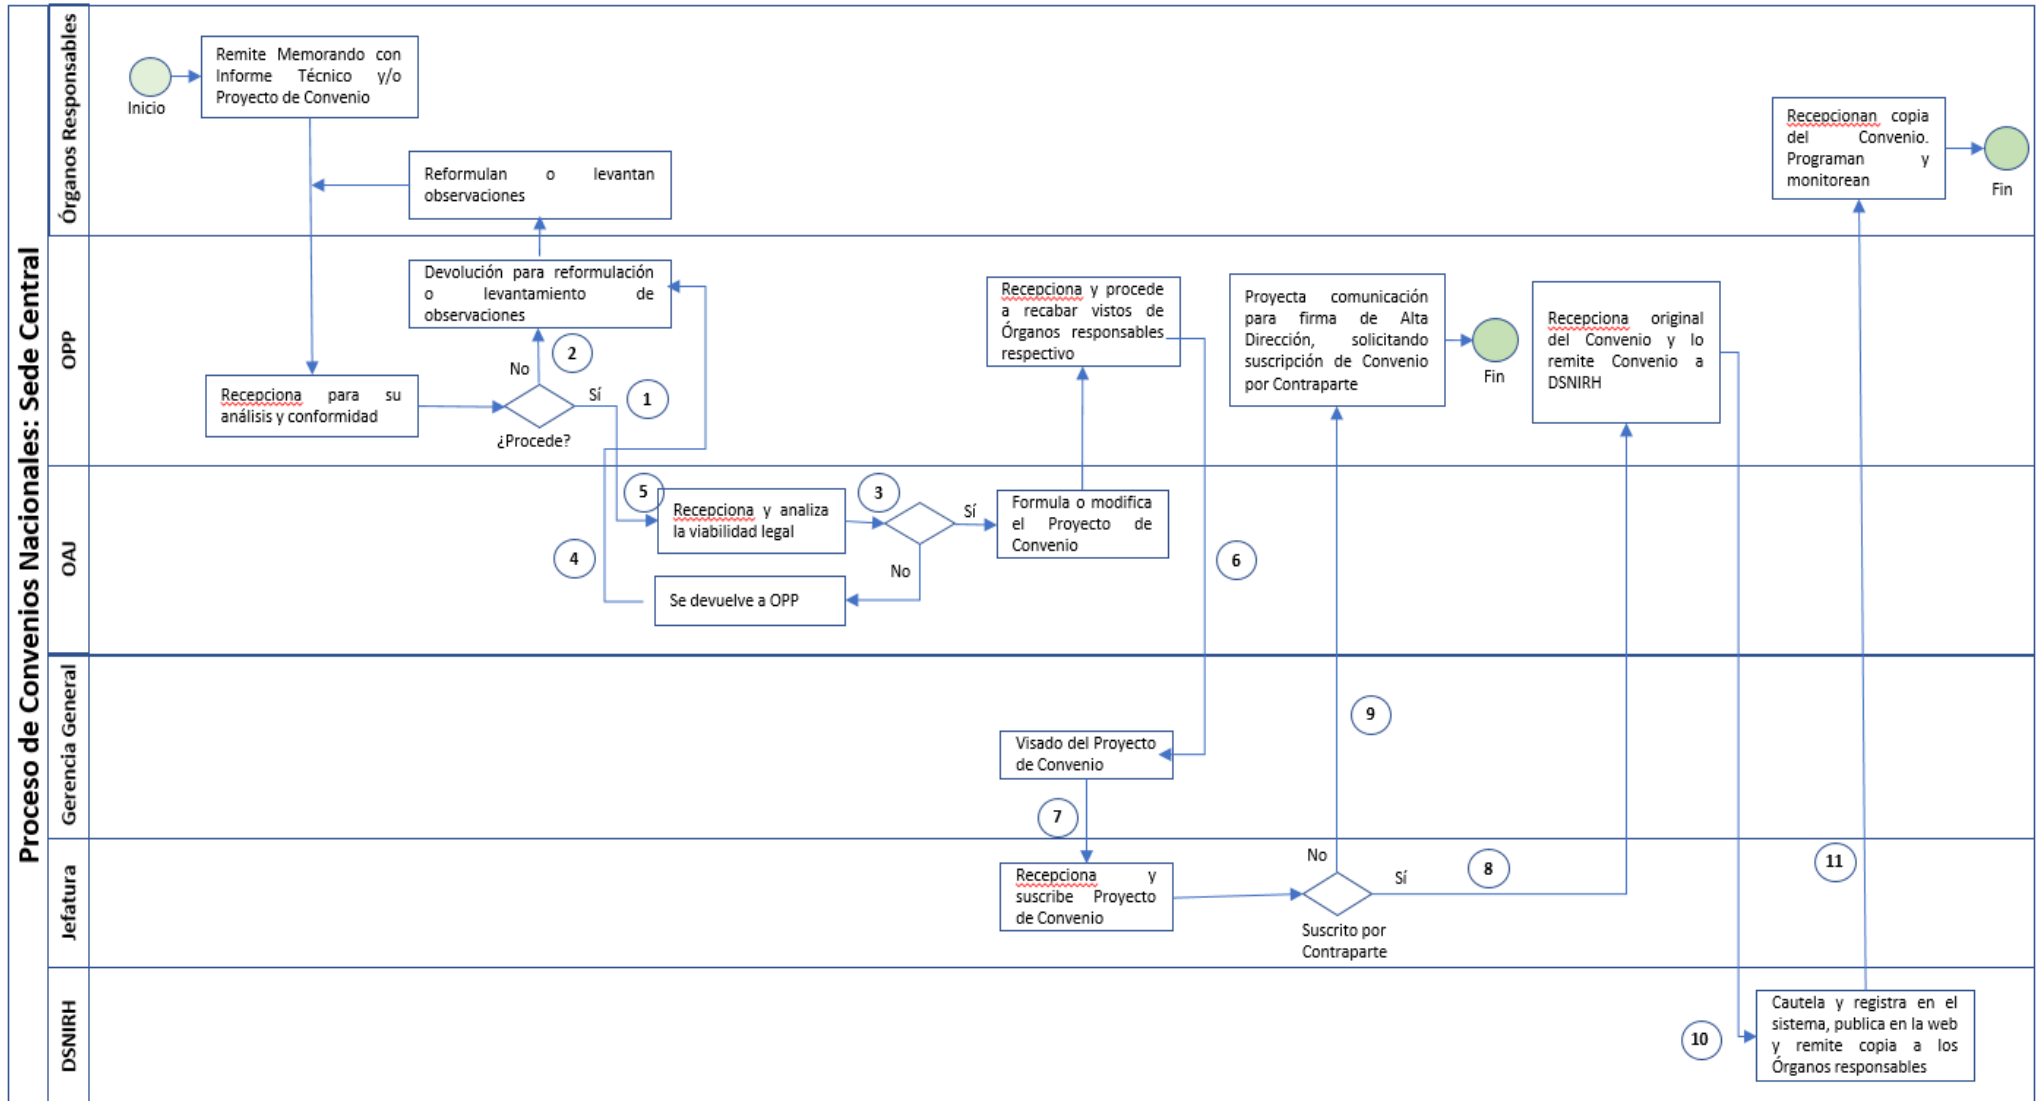 Proceso de Convenios Nacionales: Sede Central
Órganos Responsables
Inicio
Remite Memorando con
Informe Técnico y/o
Proyecto de Convenio
Reformulan o levantan
observaciones
Recepcionan copia
del Convenio.
Programan y
monitorean
Fin
OPP
Devolución para reformulación
o levantamiento de
observaciones
2
No
Sí
1
Recepciona para su
análisis y conformidad
¿Procede?
Recepciona y procede
a recabar vistos de
Órganos responsables
respectivo
Proyecta comunicación
para firma de Alta
Dirección, solicitando
suscripción de Convenio
por Contraparte
Fin
Recepciona original
del Convenio y lo
remite Convenio a
DSNIRH
OAJ
5
Recepciona y analiza
la viabilidad legal
3
Sí
No
Formula o modifica
el Proyecto de
Convenio
4
Se devuelve a OPP
6
Gerencia General
Visado del Proyecto
de Convenio
7
9
Jefatura
Recepciona y
suscribe Proyecto
de Convenio
No
Sí
8
Suscrito por
Contraparte
11
DSNIRH
10
Cautela y registra en el
sistema, publica en la web
y remite copia a los
Órganos responsables